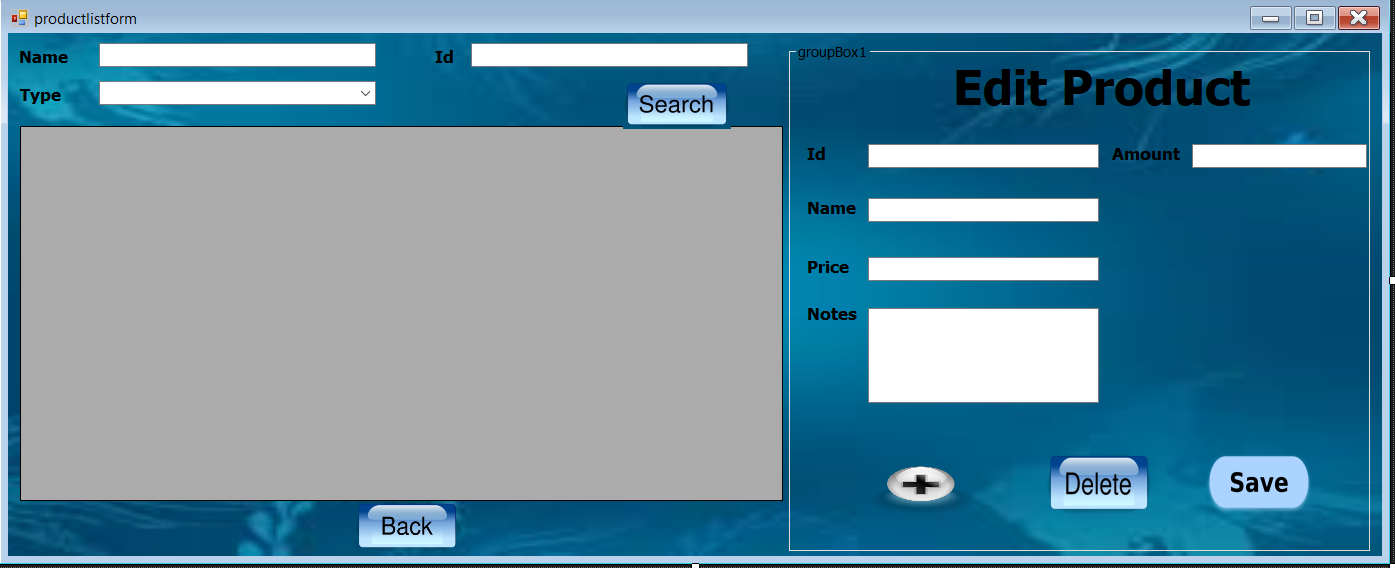 productlistform
Name
Id
Type
Search
Back
groupBox1
Edit Product
Id
Amount
Name
Price
Notes
Delete
Save